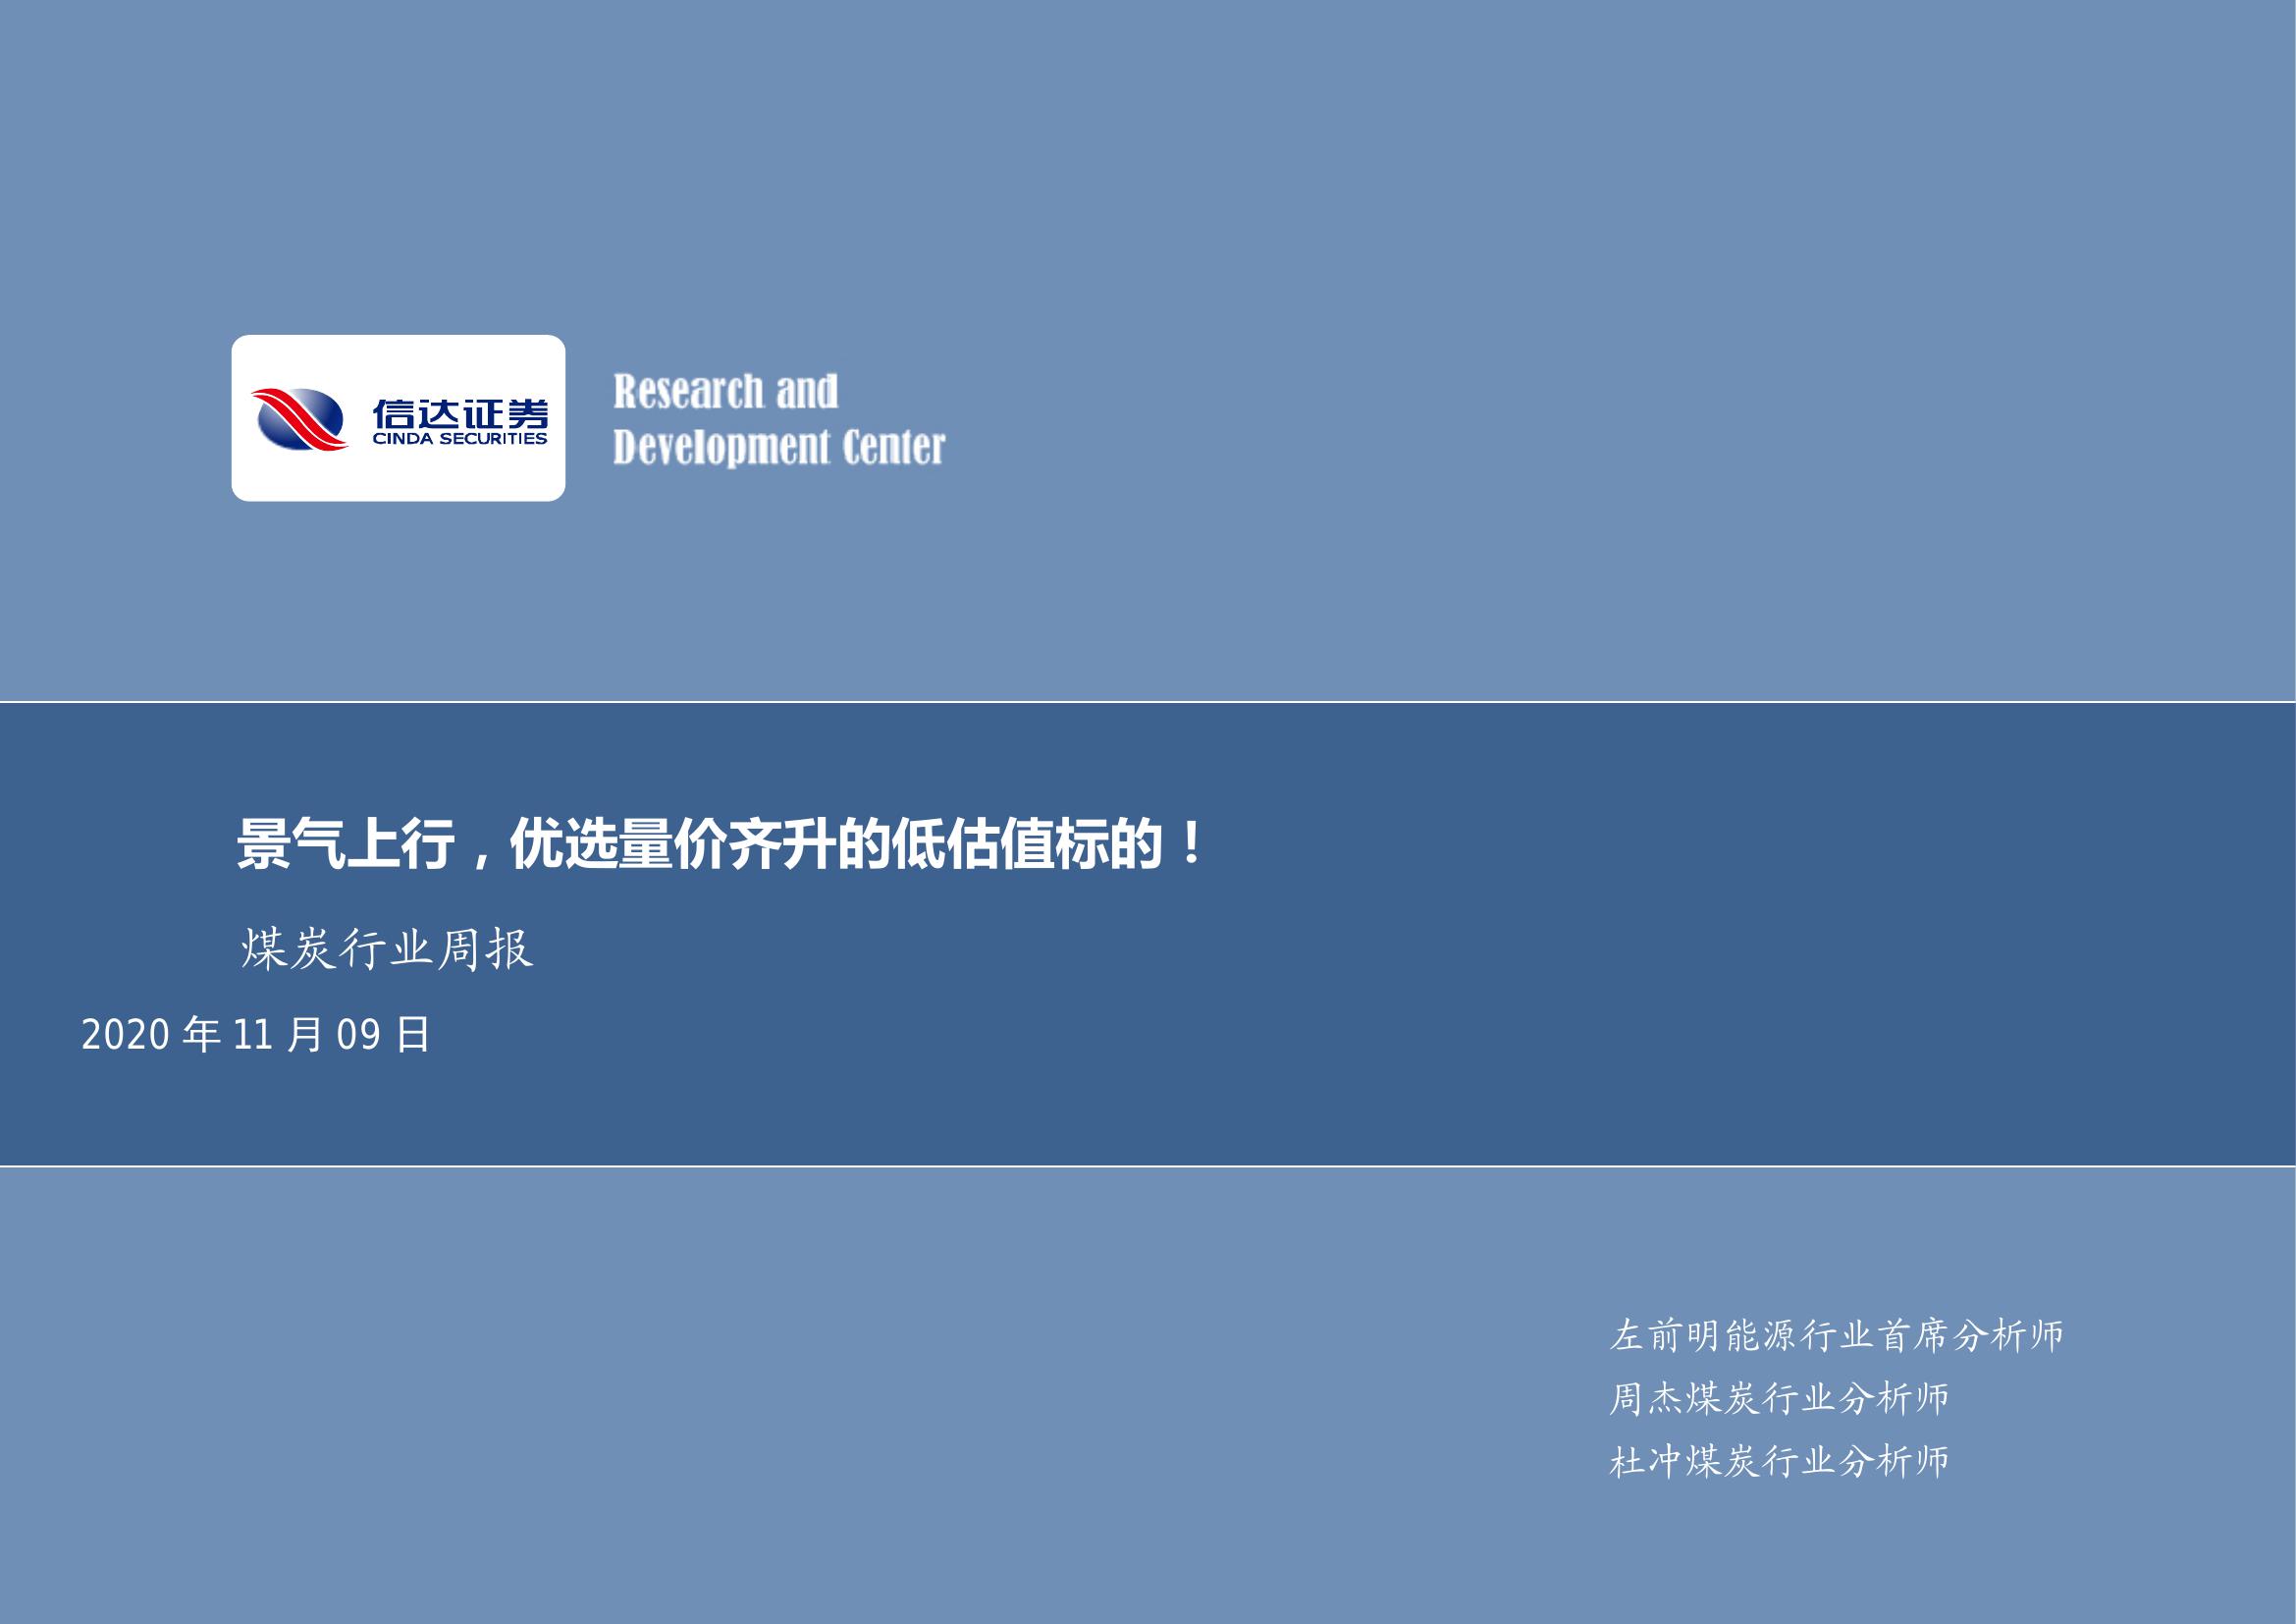 信达证券
CINDA SECURITIES
Research and
Development Center
景气上行，优选量价齐升的低估值标的！
煤炭行业周报
2020 年 11 月 09 日
左前明能源行业首席分析师
周杰煤炭行业分析师
杜冲煤炭行业分析师